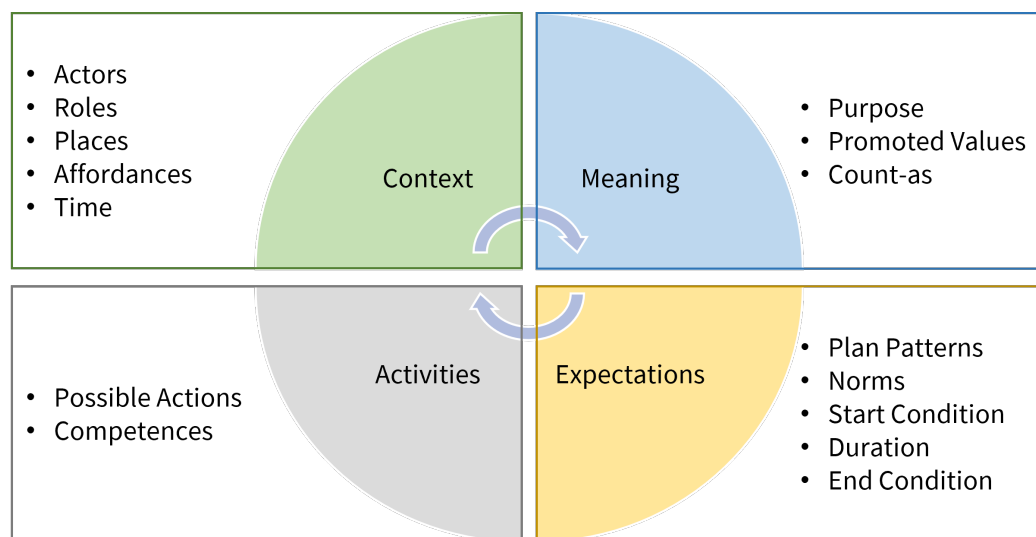 • Actors
• Roles
• Places
• Affordances
• Time
Context
Meaning
• Purpose
• Promoted Values
• Count-as
Activities
• Possible Actions
• Competences
Expectations
• Plan Patterns
• Norms
• Start Condition
• Duration
• End Condition